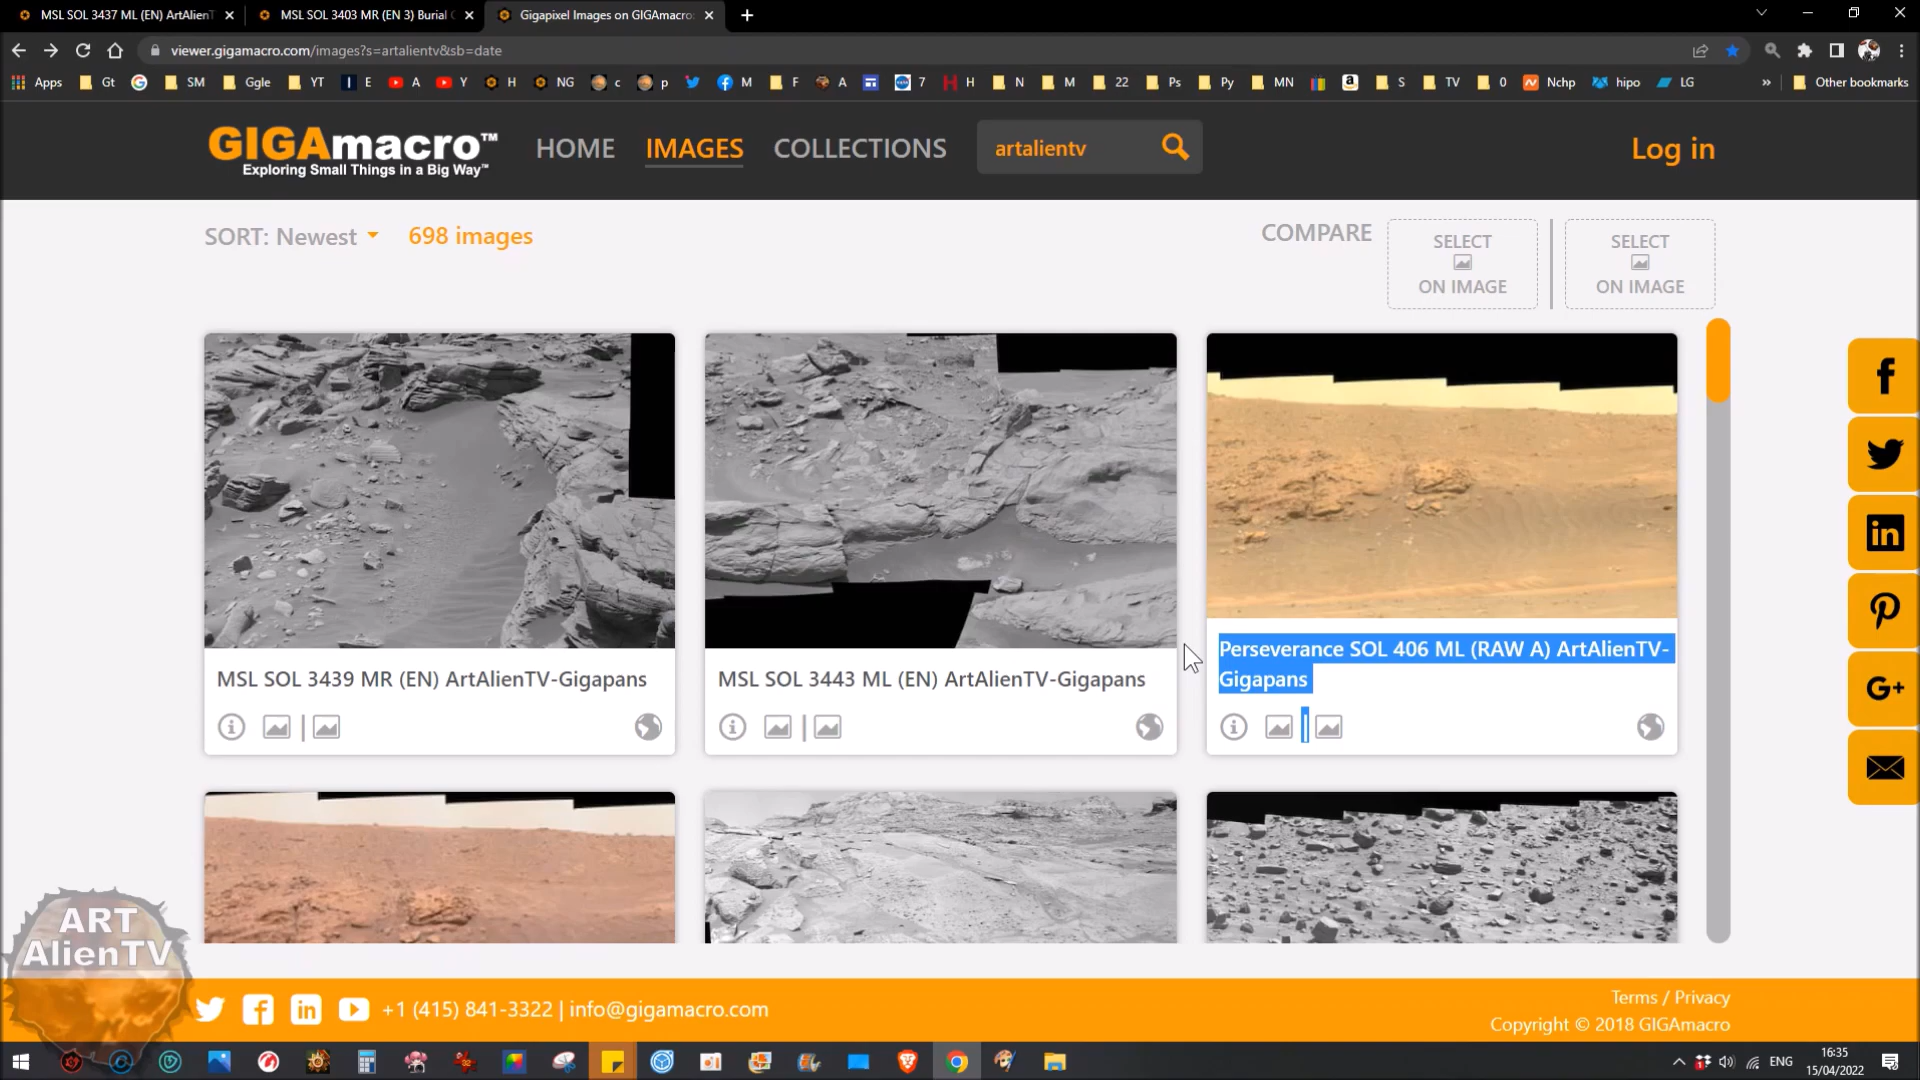 MSL SOL 3437 ML (EN) ArtAlienT
MSL SOL 3403 MR (EN 3) Burial
Gigapixel Images on GIGAmacro
viewer.gigamacro.com/images?s=artalientv&sb=date
Apps Gt SM Ggle YT E A Y H NG c p M F A 7 H N M 22 Ps Py MN S TV 0 Nchp hipo LG » Other bookmarks
GIGAmacro™
Exploring Small Things in a Big Way™
HOME IMAGES COLLECTIONS artalientv Log in
SORT: Newest 698 images
COMPARE
SELECT
ON IMAGE
SELECT
ON IMAGE
MSL SOL 3439 MR (EN) ArtAlienTV-Gigapans
MSL SOL 3443 ML (EN) ArtAlienTV-Gigapans
Perseverance SOL 406 ML (RAW A) ArtAlienTV-
Gigapans
ART
AlienTV
+1 (415) 841-3322 | info@gigamacro.com
Terms / Privacy
Copyright © 2018 GIGAmacro
ENG
16:35
15/04/2022